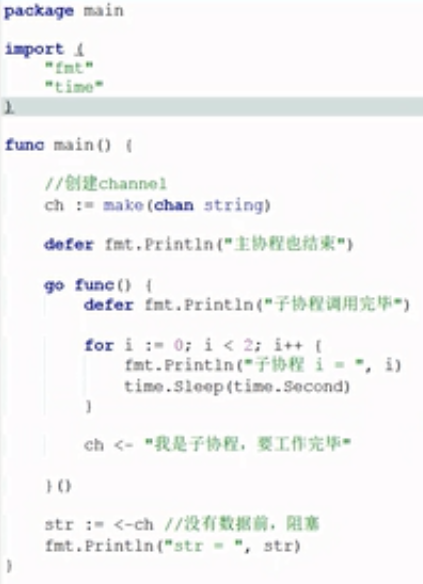 package main
import (
"fmt"
"time"
)
func main() {
//创建channel
ch := make(chan string)
defer fmt.Println("主协程也结束")
go func() {
defer fmt.Println("子协程调用完毕")
for i := 0; i < 2; i++ {
fmt.Println("子协程 i = ", i)
time.Sleep(time.Second)
}
ch <- "我是子协程，要工作完毕"
}()
str := <-ch //没有数据前，阻塞
fmt.Println("str = ", str)
}